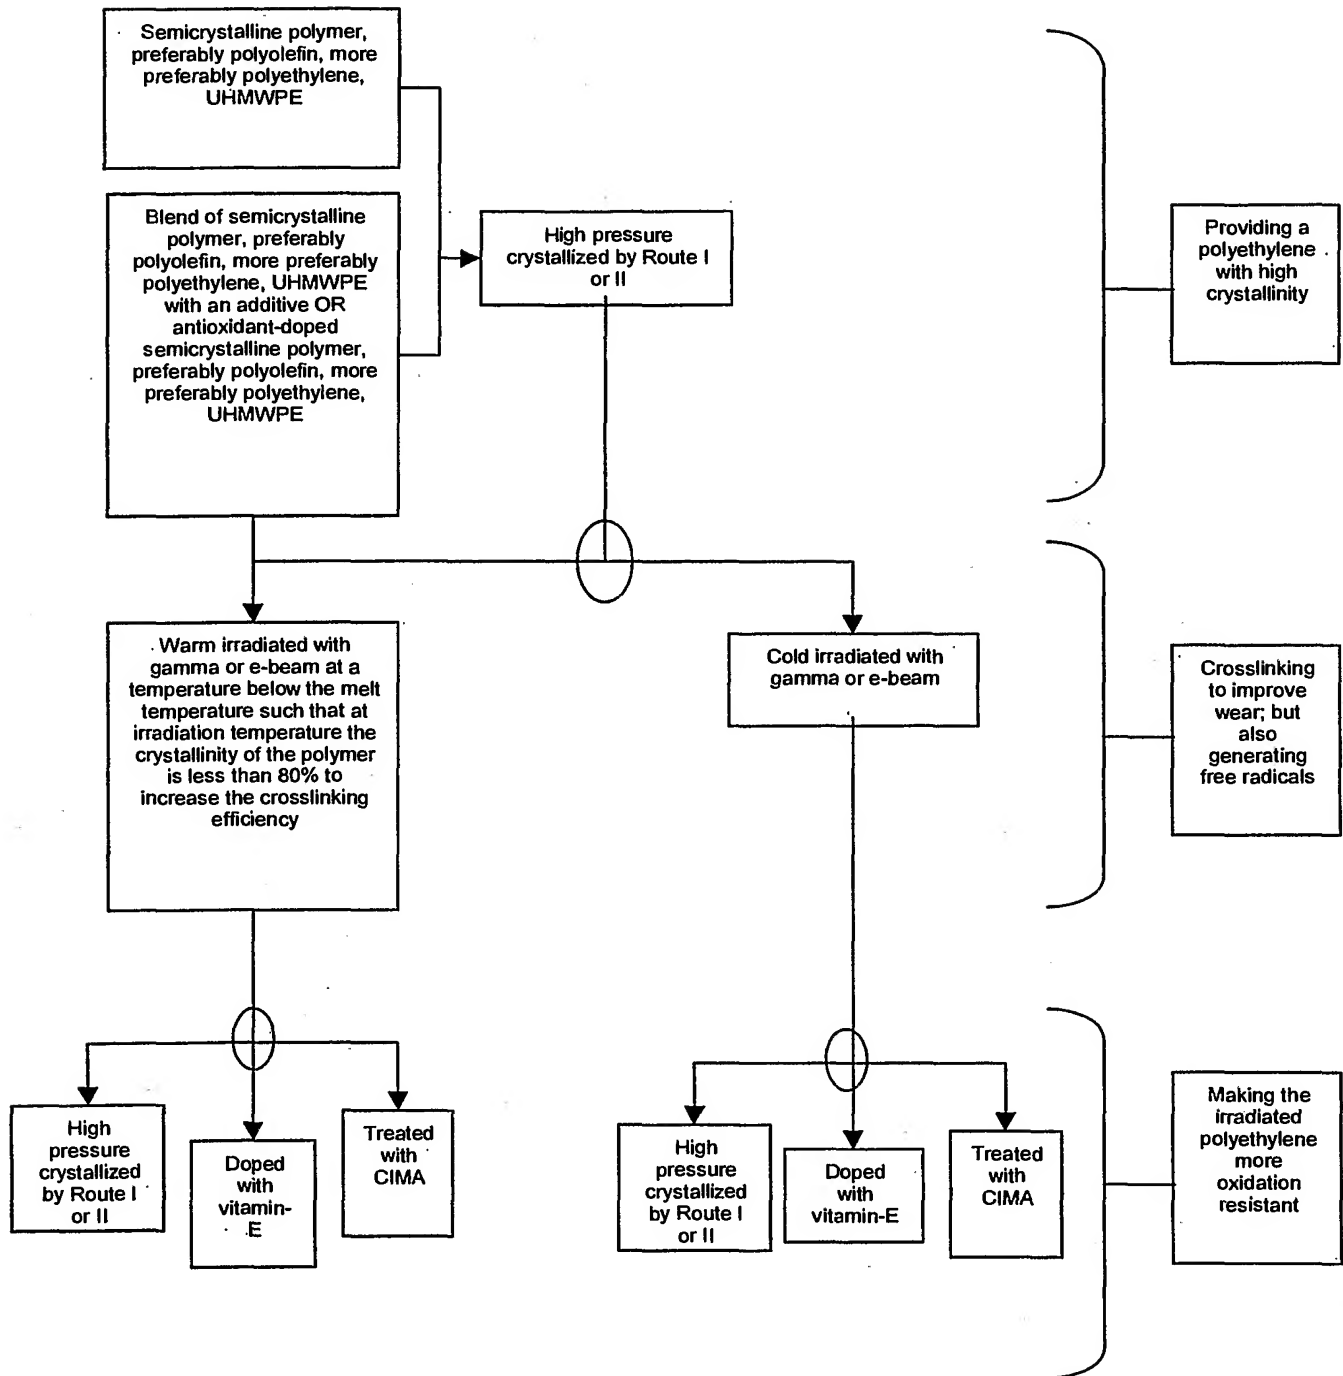 Semicrystalline polymer,
preferably polyolefin, more
preferably polyethylene,
UHMWPE
Blend of semicrystalline
polymer, preferably
polyolefin, more preferably
polyethylene, UHMWPE
with an additive OR
antioxidant-doped
semicrystalline polymer,
preferably polyolefin, more
preferably polyethylene,
UHMWPE
High pressure
crystallized by Route I
or II
Providing a
polyethylene
with high
crystallinity
Warm irradiated with
gamma or e-beam at a
temperature below the melt
temperature such that at
irradiation temperature the
crystallinity of the polymer
is less than 80% to
increase the crosslinking
efficiency
Cold irradiated with
gamma or e-beam
Crosslinking
to improve
wear; but
also
generating
free radicals
High
pressure
crystallized
by Route I
or II
Doped
with
vitamin-
E
Treated
with
CIMA
High
pressure
crystallized
by Route I
or II
Doped
with
vitamin-E
Treated
with
CIMA
Making the
irradiated
polyethylene
more
oxidation
resistant